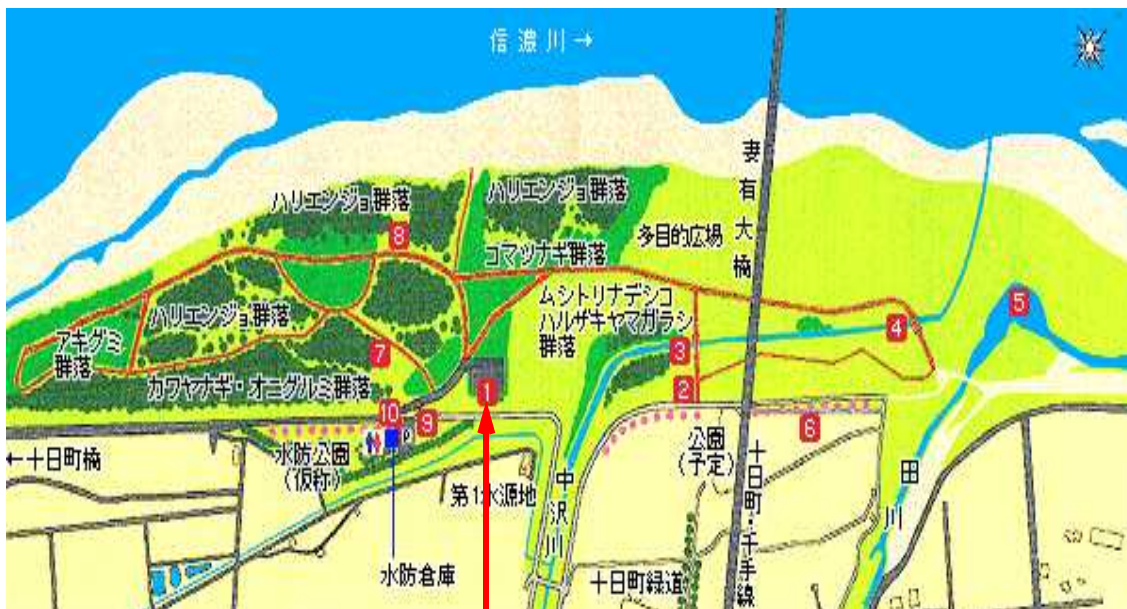 信濃川→
妻有大橋
ハリエンジョ群落
ハリエンジョ群落
8
コマツナギ群落
多目的広場
ムシトリナデシコ
ハルザキヤマガラシ
群落
5
4
ハリエンジョ群落
アキグミ
群落
7
3
カワヤナギ・オニグルミ群落
1
2
10
9
6
P
水防公園
(仮称)
公園
(予定)
←十日町橋
第1水源地
中沢川
十日町・千手線
田川
水防倉庫
十日町緑道